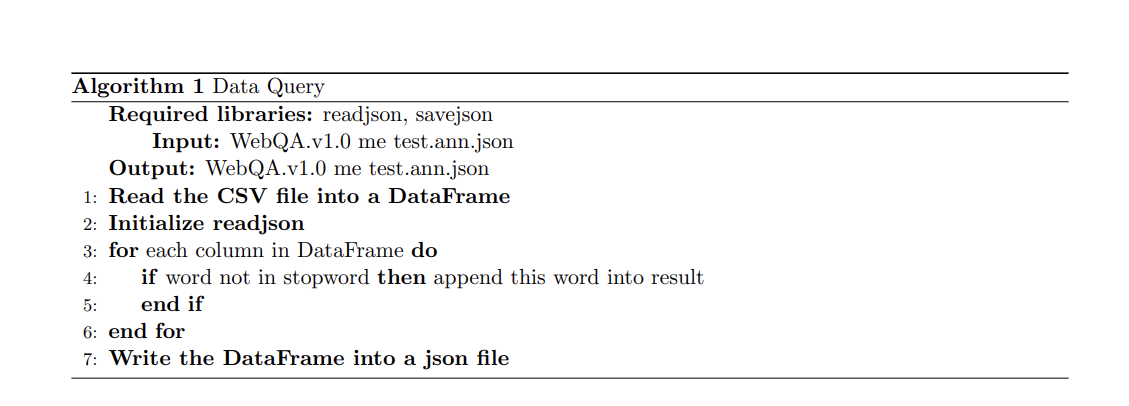 Algorithm 1 Data Query
Required libraries: readjson, savejson
Input: WebQA.v1.0 me test.ann.json
Output: WebQA.v1.0 me test.ann.json
1: Read the CSV file into a DataFrame
2: Initialize readjson
3: for each column in DataFrame do
4: if word not in stopword then append this word into result
5: end if
6: end for
7: Write the DataFrame into a json file